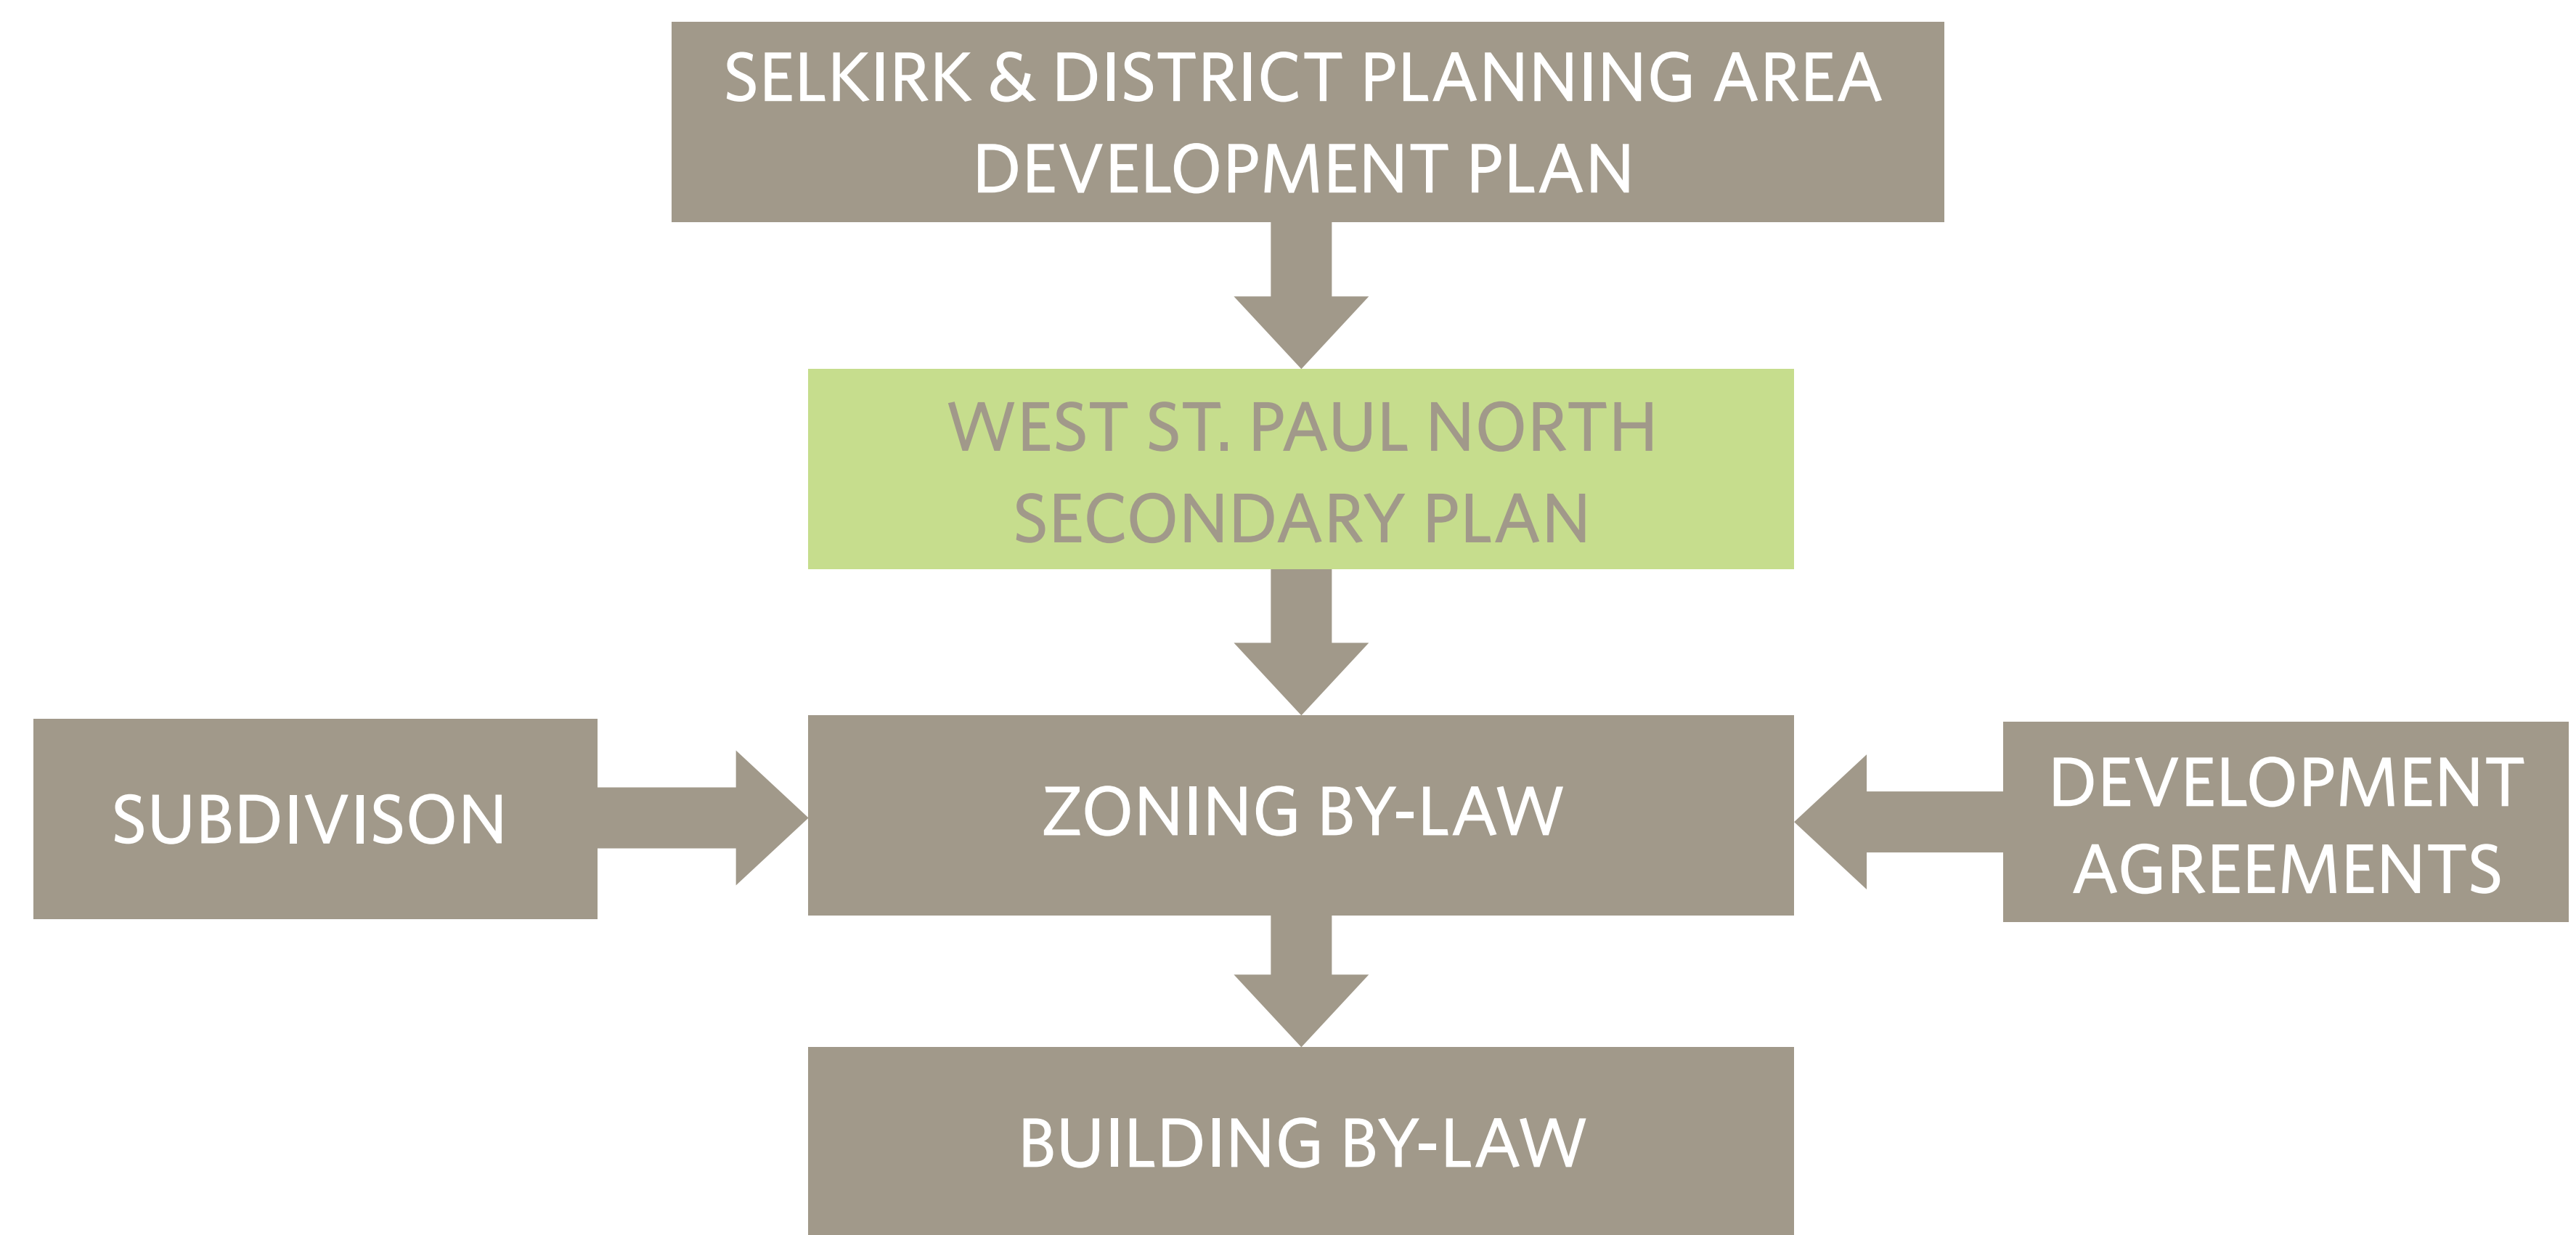 SELKIRK & DISTRICT PLANNING AREA
DEVELOPMENT PLAN
WEST ST. PAUL NORTH
SECONDARY PLAN
SUBDIVISON
ZONING BY-LAW
DEVELOPMENT
AGREEMENTS
BUILDING BY-LAW